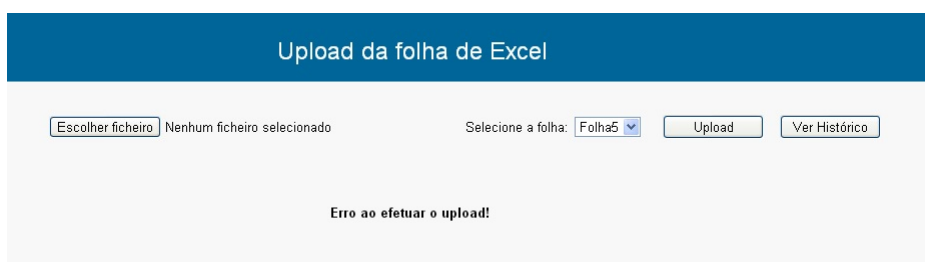 Upload da folha de Excel
Escolher ficheiro Nenhum ficheiro selecionado Selecione a folha: Folha5 Upload Ver Histórico
Erro ao efetuar o upload!